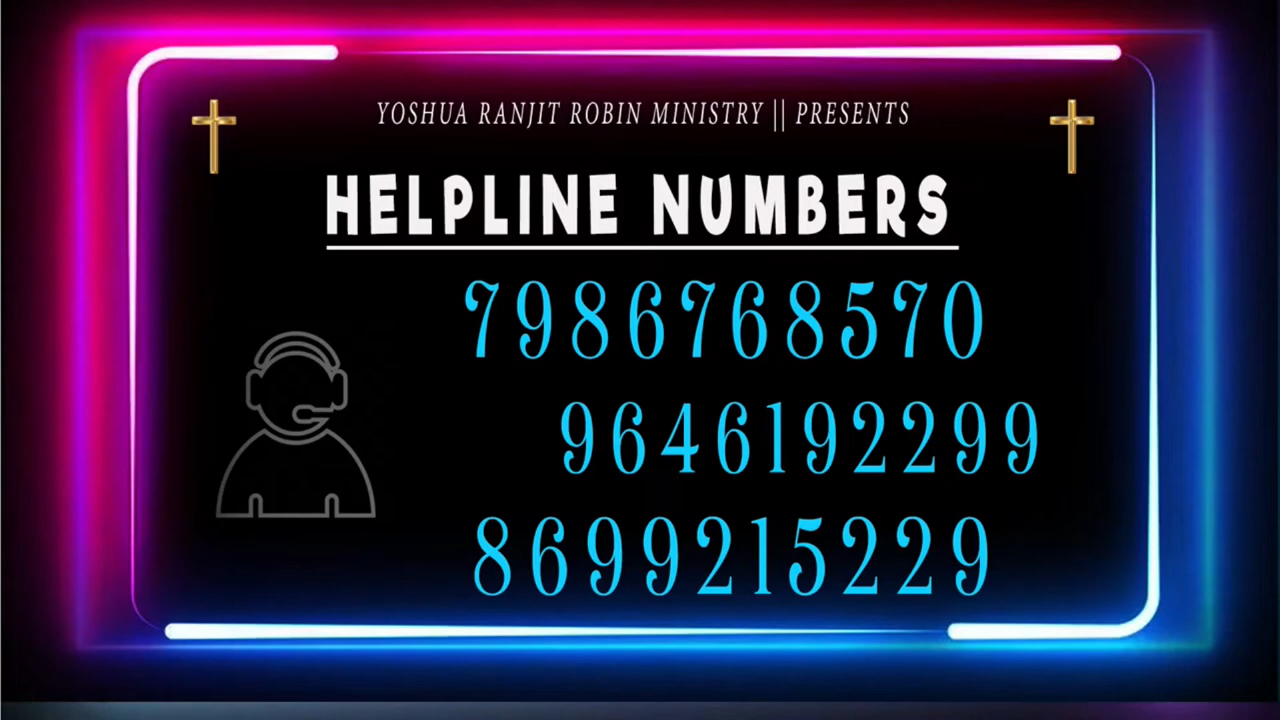 YOSHUA RANJIT ROBIN MINISTRY || PRESENTS
HELPLINE NUMBERS
7986768570
9646192299
8699215229